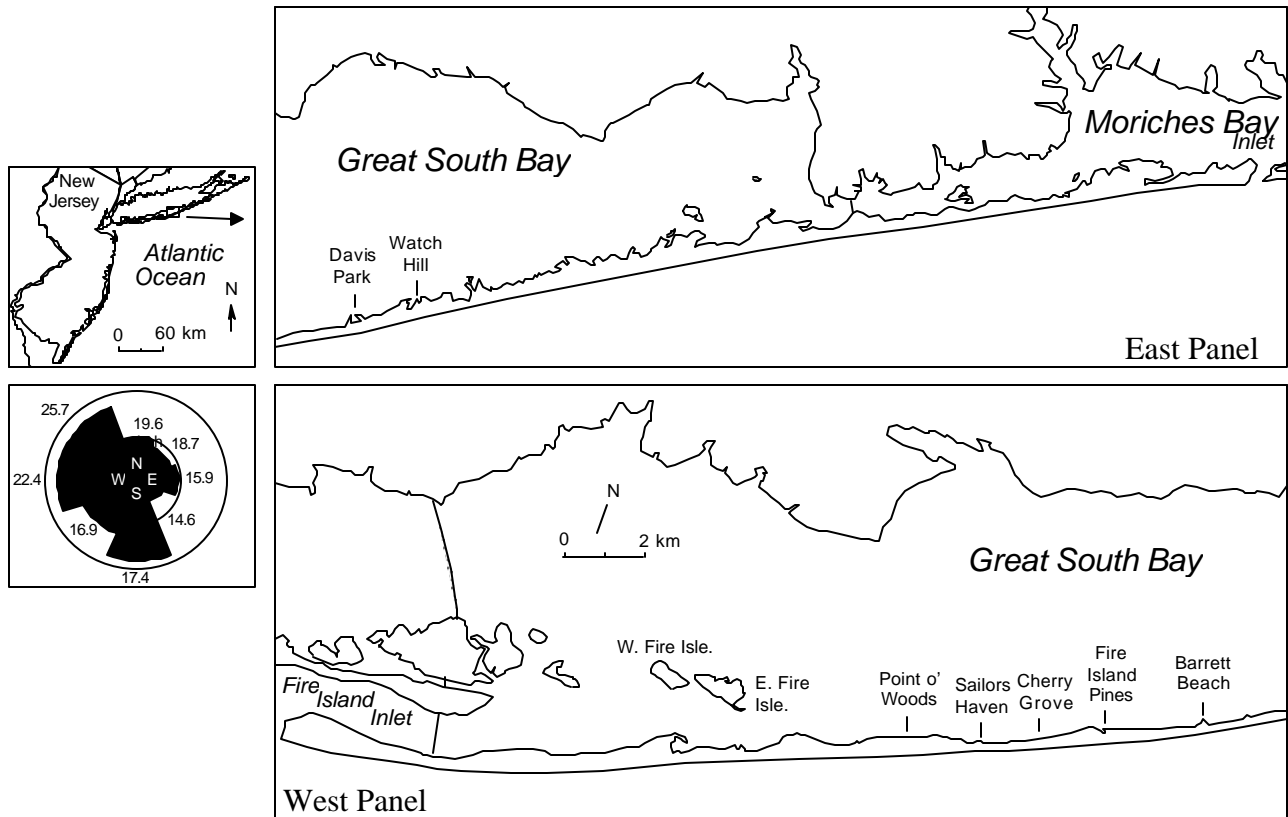 Great South Bay
Moriches Bay
Inlet
Davis
Park
Watch
Hill
East Panel
New
Jersey
Atlantic
Ocean
N
0 60 km
25.7
19.6
18.7
22.4
N
W E
S
15.9
16.9
14.6
17.4
N
0 2 km
Great South Bay
W. Fire Isle.
E. Fire
Isle.
Fire
Island
Inlet
Point o’
Woods
Sailors
Haven
Cherry
Grove
Fire
Island
Pines
Barrett
Beach
West Panel